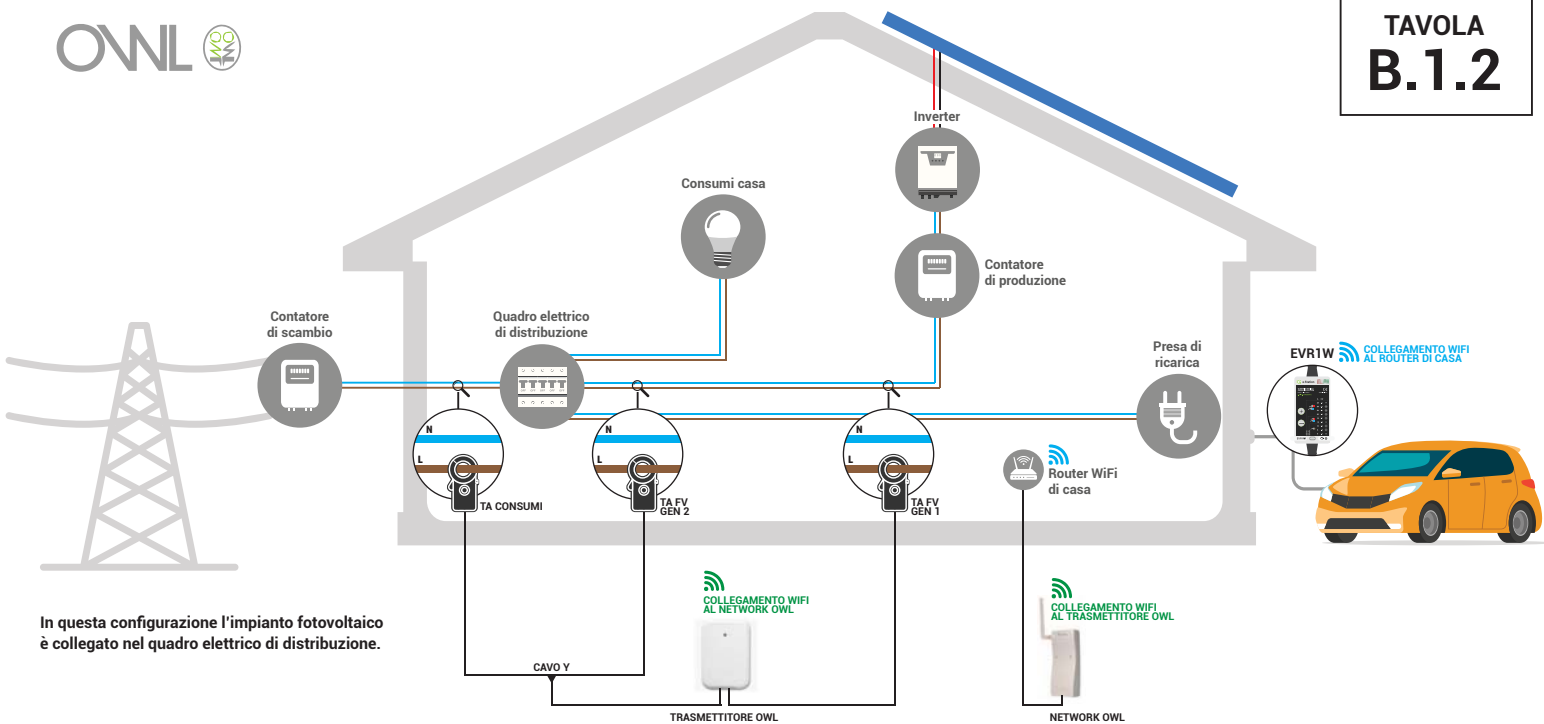 OWL
TAVOLA
B.1.2
Inverter
Consumi casa
Contatore
di produzione
Contatore
di scambio
Quadro elettrico
di distribuzione
Presa di
ricarica
EVR1W
COLLEGAMENTO WIFI
AL ROUTER DI CASA
N
L
TA CONSUMI
N
L
TA FV
GEN 2
N
L
TA FV
GEN 1
Router WiFi
di casa
COLLEGAMENTO WIFI
AL NETWORK OWL
COLLEGAMENTO WIFI
AL TRASMETTITORE OWL
In questa configurazione l'impianto fotovoltaico
è collegato nel quadro elettrico di distribuzione.
CAVO Y
TRASMETTITORE OWL
NETWORK OWL